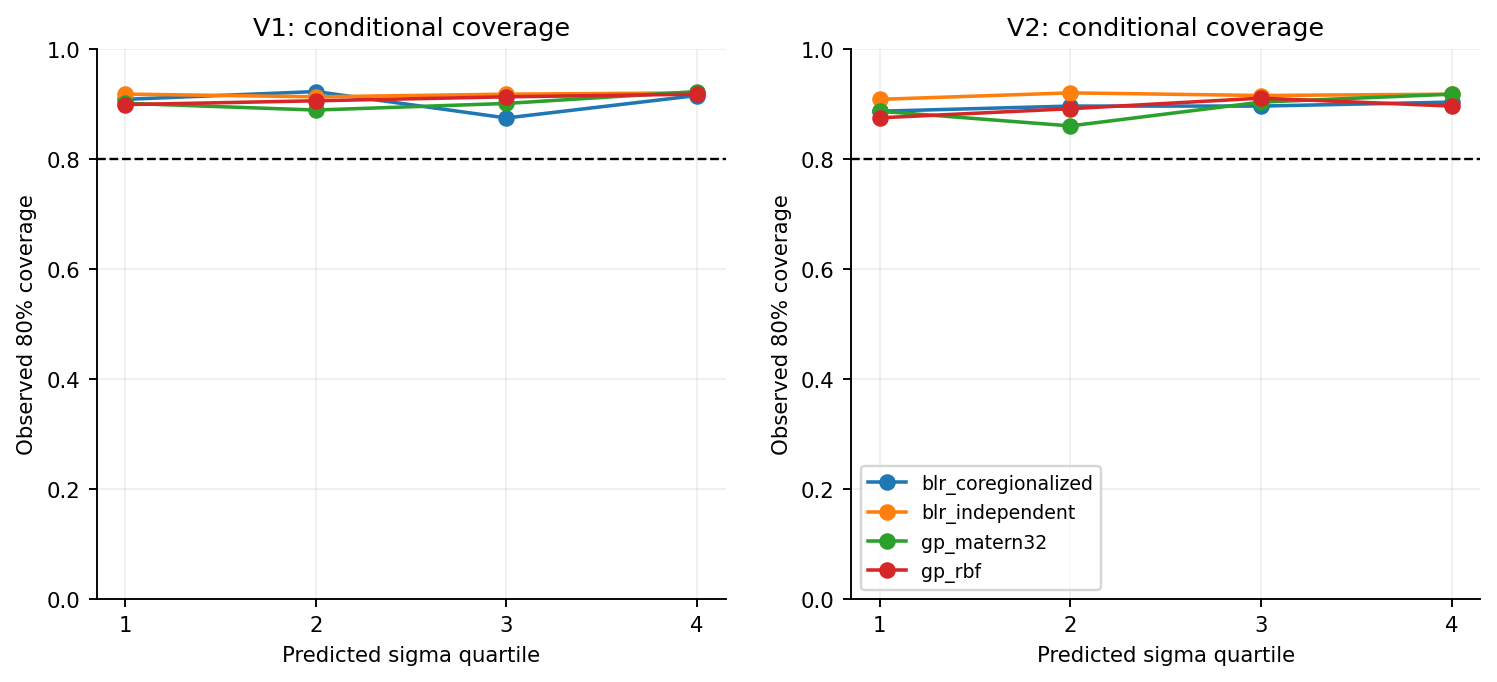 V1: conditional coverage
1.0
0.8
0.6
0.4
0.2
0.0
Observed 80% coverage
1 2 3 4
Predicted sigma quartile
V2: conditional coverage
1.0
0.8
0.6
0.4
0.2
0.0
Observed 80% coverage
blr_coregionalized
blr_independent
gp_matern32
gp_rbf
1 2 3 4
Predicted sigma quartile